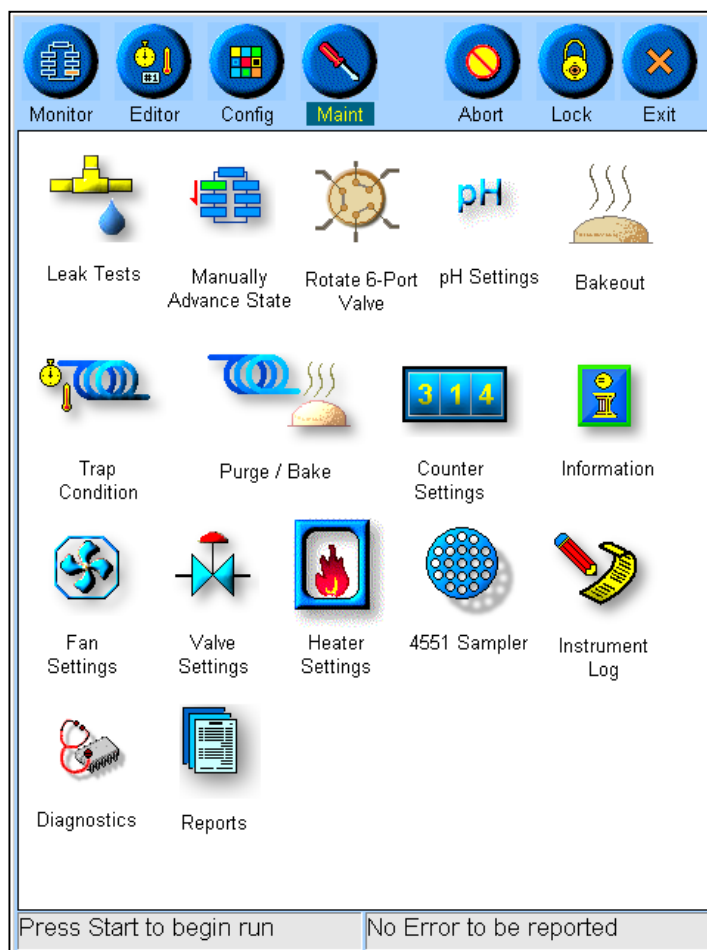 #1
Monitor Editor Config Maint Abort Lock Exit
pH
Leak Tests Manually Advance State Rotate 6-Port Valve pH Settings Bakeout
3 1 4
Trap Condition Purge / Bake Counter Settings Information
Fan Settings Valve Settings Heater Settings 4551 Sampler Instrument Log
Diagnostics Reports
Press Start to begin run No Error to be reported